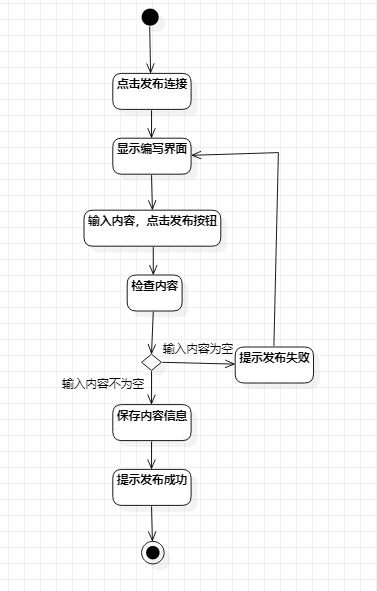 点击发布连接
显示编写界面
输入内容，点击发布按钮
检查内容
输入内容为空
提示发布失败
输入内容不为空
保存内容信息
提示发布成功